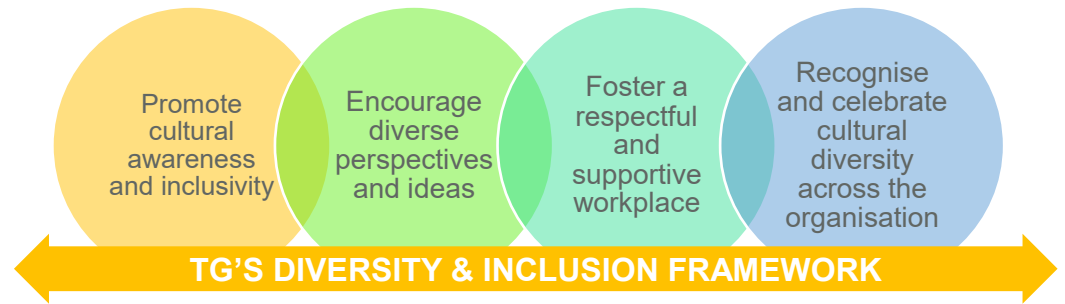 Promote
cultural
awareness
and inclusivity
Encourage
diverse
perspectives
and ideas
Foster a
respectful
and
supportive
workplace
Recognise
and celebrate
cultural
diversity
across the
organisation
TG'S DIVERSITY & INCLUSION FRAMEWORK